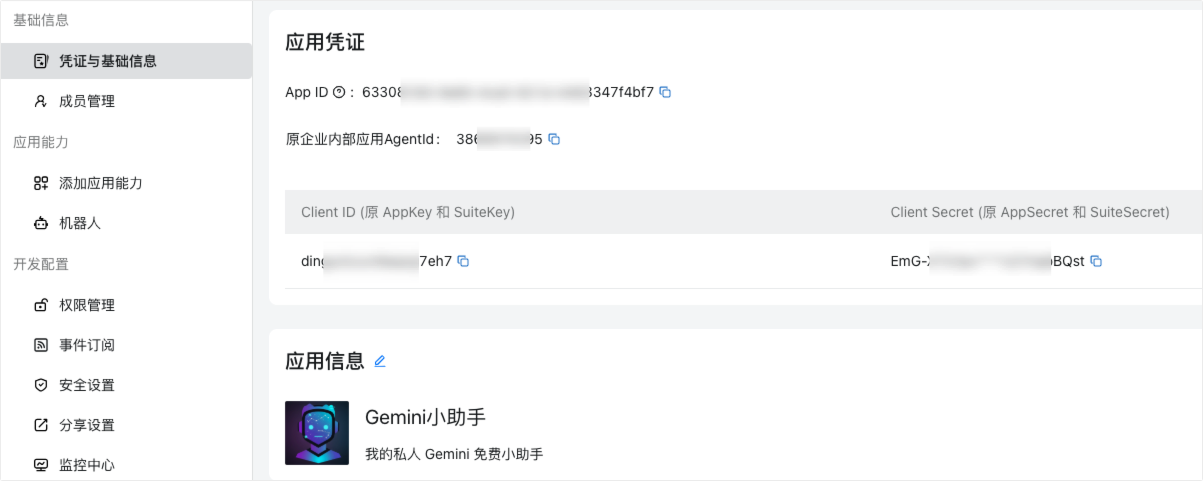 基础信息
凭证与基础信息
成员管理
应用能力
添加应用能力
机器人
开发配置
权限管理
事件订阅
安全设置
分享设置
监控中心
应用凭证
App ID : 63308 3347f4bf7
原企业内部应用AgentId： 386 95
Client ID (原 AppKey 和 SuiteKey) Client Secret (原 AppSecret 和 SuiteSecret)
ding 7eh7 EmG- BQst
应用信息
Gemini小助手
我的私人 Gemini 免费小助手